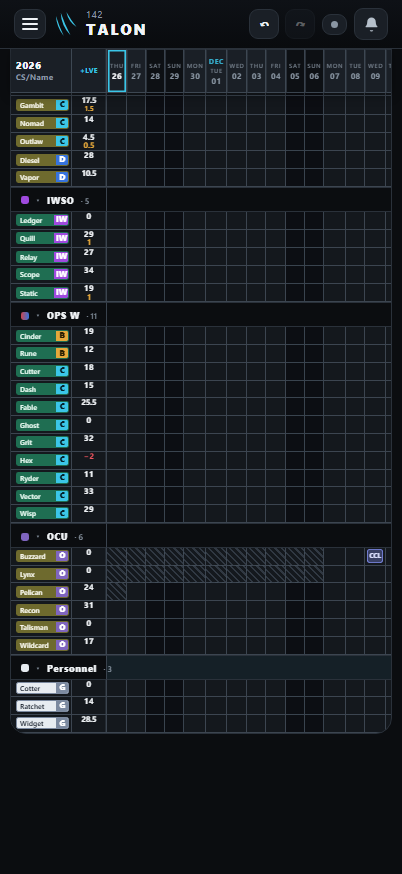 142
TALON
2026
CS/Name
+LVE
THU 26
FRI 27
SAT 28
SUN 29
MON 30
DEC TUE 01
WED 02
THU 03
FRI 04
SAT 05
SUN 06
MON 07
TUE 08
WED 09
Gambit C 17.5 1.5
Nomad C 14
Outlaw C 4.5 0.5
Diesel D 28
Vapor D 10.5
· IWSO · 5
Ledger IW 0
Quill IW 29 1
Relay IW 27
Scope IW 34
Static IW 19 1
· OPS W · 11
Cinder B 19
Rune B 12
Cutter C 18
Dash C 15
Fable C 25.5
Ghost C 0
Grit C 32
Hex C -2
Ryder C 11
Vector C 33
Wisp C 29
· OCU · 6
Buzzard O 0 CCL
Lynx O 0
Pelican O 24
Recon O 31
Talisman O 0
Wildcard O 17
· Personnel · 3
Cotter G 0
Ratchet G 14
Widget G 28.5